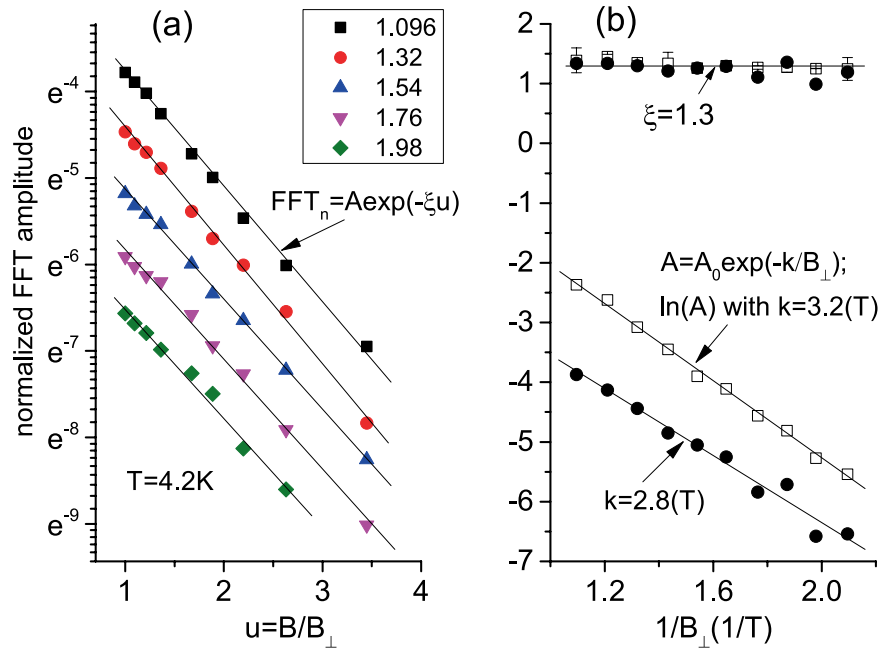 (a)
1.096
1.32
1.54
1.76
1.98
e⁻⁴
e⁻⁵
e⁻⁶
e⁻⁷
e⁻⁸
e⁻⁹
normalized FFT amplitude
FFTₙ=Aexp(-ξu)
T=4.2K
1 2 3 4
u=B/B⊥
(b)
2
1
0
-1
-2
-3
-4
-5
-6
-7
ξ=1.3
A=A₀exp(-k/B⊥);
ln(A) with k=3.2(T)
k=2.8(T)
1.2 1.6 2.0
1/B⊥(1/T)